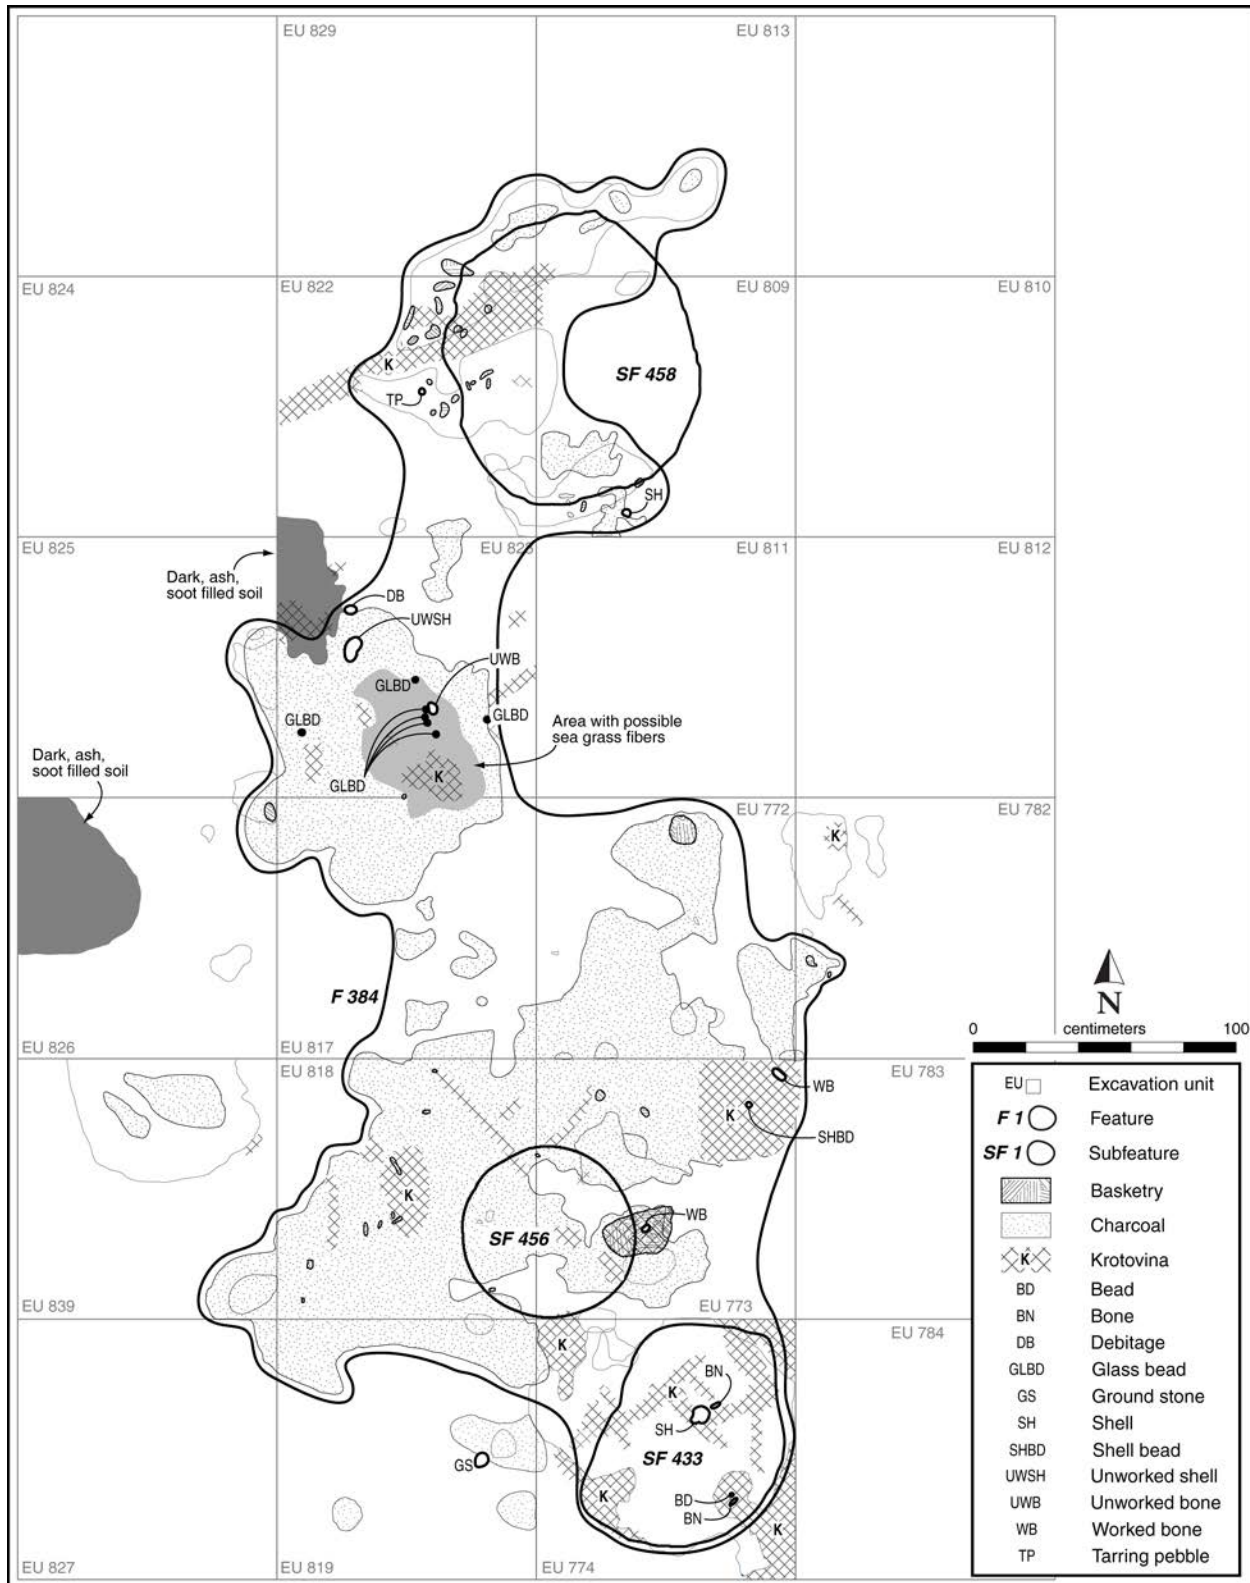 EU 829
EU 813
EU 824
EU 822
EU 809
EU 810
K
SF 458
TP
SH
EU 825
EU 823
EU 811
EU 812
Dark, ash,
soot filled soil
DB
UWSH
UWB
GLBD
GLBD
GLBD
Area with possible
sea grass fibers
Dark, ash,
soot filled soil
K
GLBD
EU 772
EU 782
K
F 384
N
0
centimeters
100
EU 826
EU 817
EU 818
EU 783
WB
K
SHBD
K
WB
SF 456
EU 839
EU 773
EU 784
K
BN
K
SH
SF 433
GS
K
BD
BN
K
EU 827
EU 819
EU 774
EU Excavation unit
F 1 Feature
SF 1 Subfeature
Basketry
Charcoal
K Krotovina
BD Bead
BN Bone
DB Debitage
GLBD Glass bead
GS Ground stone
SH Shell
SHBD Shell bead
UWSH Unworked shell
UWB Unworked bone
WB Worked bone
TP Tarring pebble